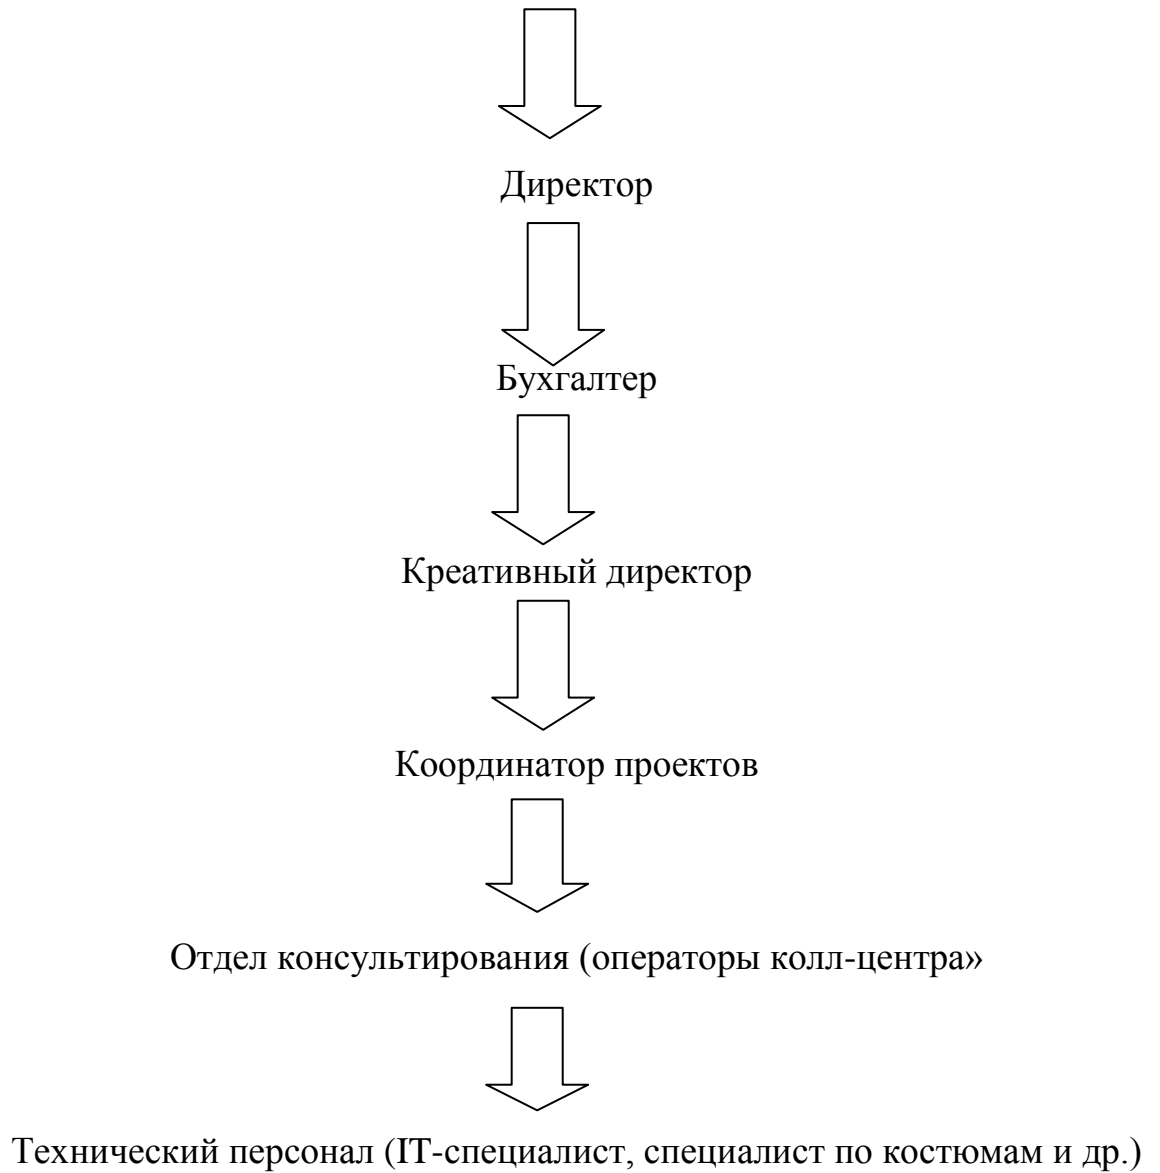 Директор
Бухгалтер
Креативный директор
Координатор проектов
Отдел консультирования (операторы колл-центра»
Технический персонал (IT-специалист, специалист по костюмам и др.)